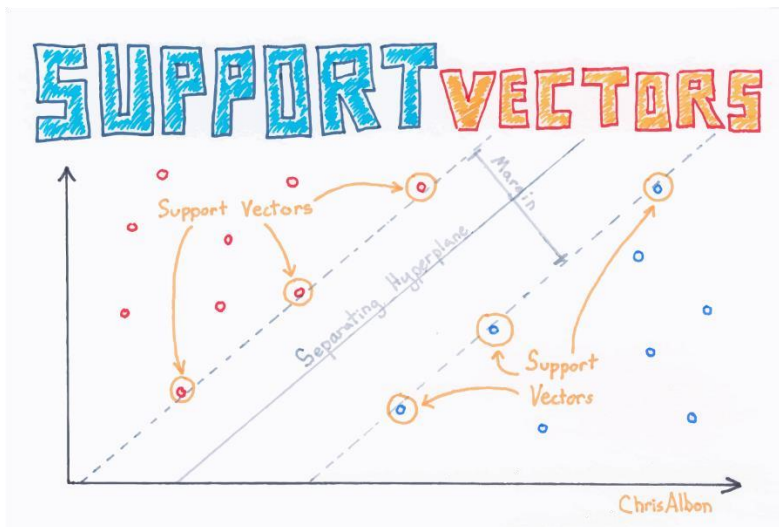 SUPPORT VECTORS
Support Vectors
Margin
Separating Hyperplane
Support
Vectors
ChrisAlbon